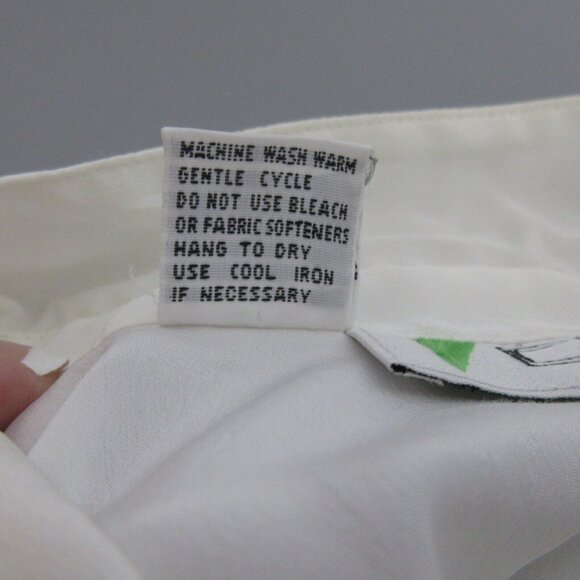 MACHINE WASH WARM
GENTLE CYCLE
DO NOT USE BLEACH
OR FABRIC SOFTENERS
HANG TO DRY
USE COOL IRON
IF NECESSARY